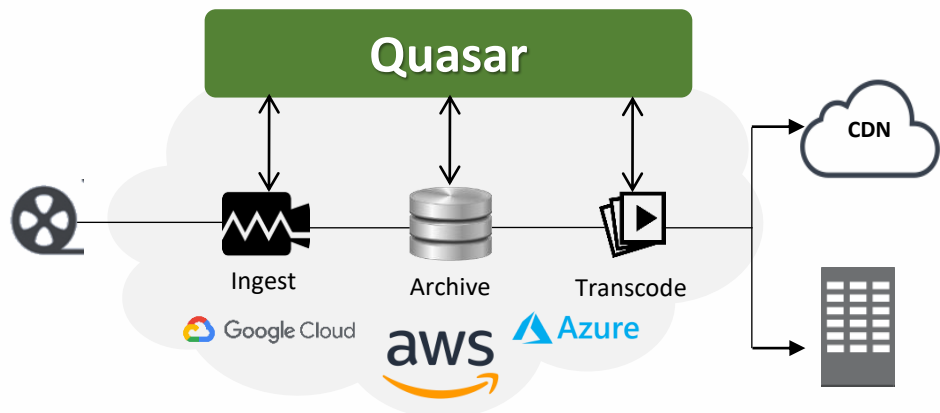 Quasar
CDN
Ingest
Archive
Transcode
Google Cloud
aws
Azure